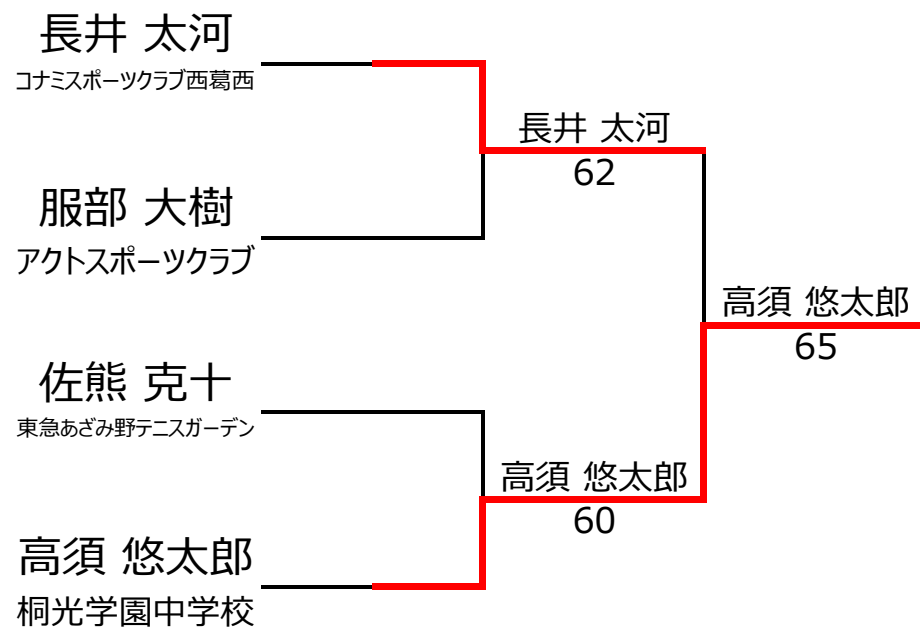 長井 太河
コナミスポーツクラブ西葛西
服部 大樹
アクトスポーツクラブ
佐熊 克十
東急あざみ野テニスガーデン
高須 悠太郎
桐光学園中学校
長井 太河
62
高須 悠太郎
60
高須 悠太郎
65